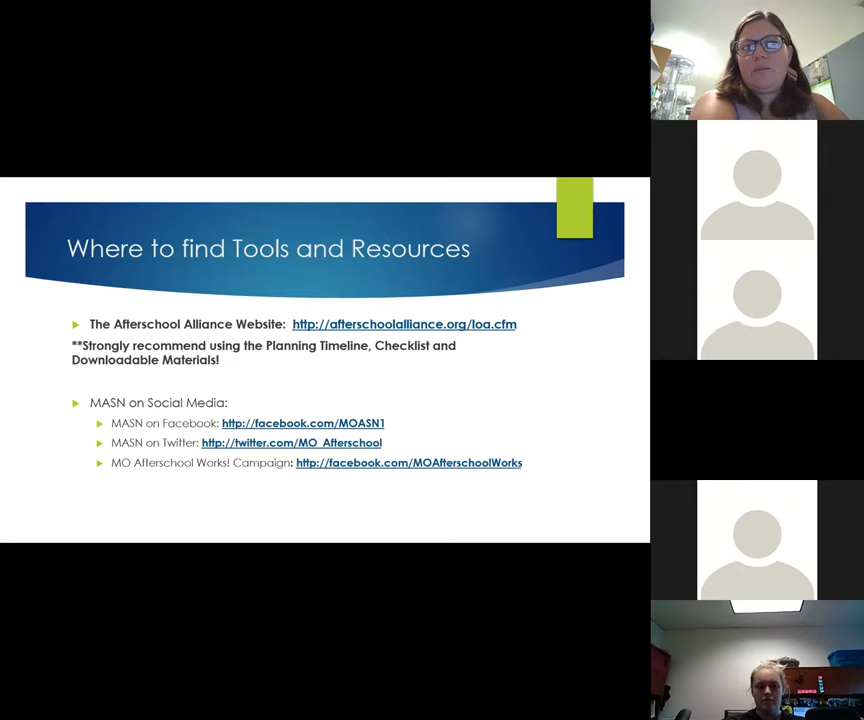 Where to find Tools and Resources
The Afterschool Alliance Website: http://afterschoolalliance.org/loa.cfm
**Strongly recommend using the Planning Timeline, Checklist and
Downloadable Materials!
MASN on Social Media:
MASN on Facebook: http://facebook.com/MOASN1
MASN on Twitter: http://twitter.com/MO_Afterschool
MO Afterschool Works! Campaign: http://facebook.com/MOAfterschoolWorks